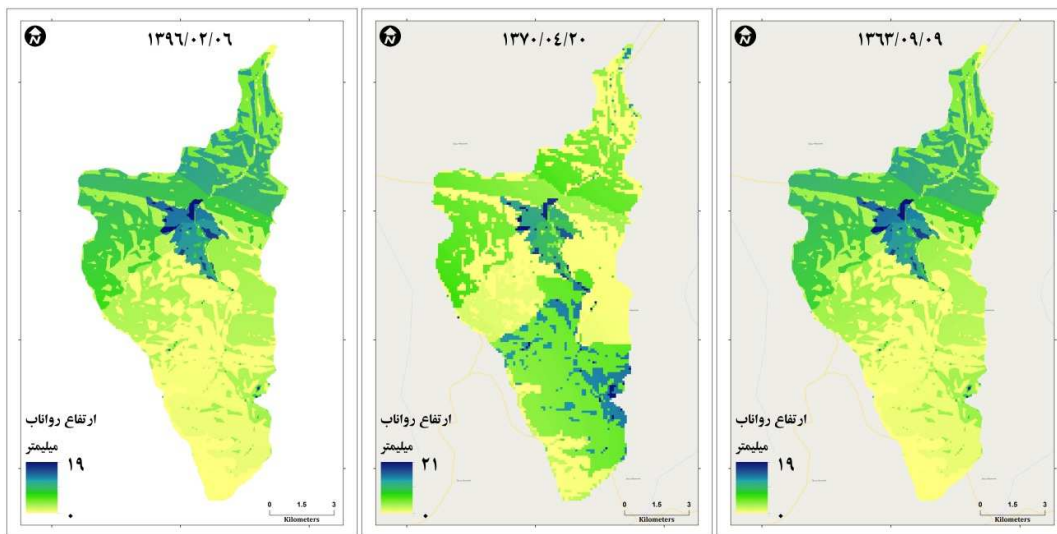 ۱۳۶۳/۰۹/۰۹
ارتفاع رواناب
میلیمتر
۱۹
۰
0 1.5 3
Kilometers
۱۳۷۰/۰۴/۲۰
ارتفاع رواناب
میلیمتر
۲۱
۰
0 1.5 3
Kilometers
۱۳۹۶/۰۲/۰۶
ارتفاع رواناب
میلیمتر
۱۹
۰
0 1.5 3
Kilometers